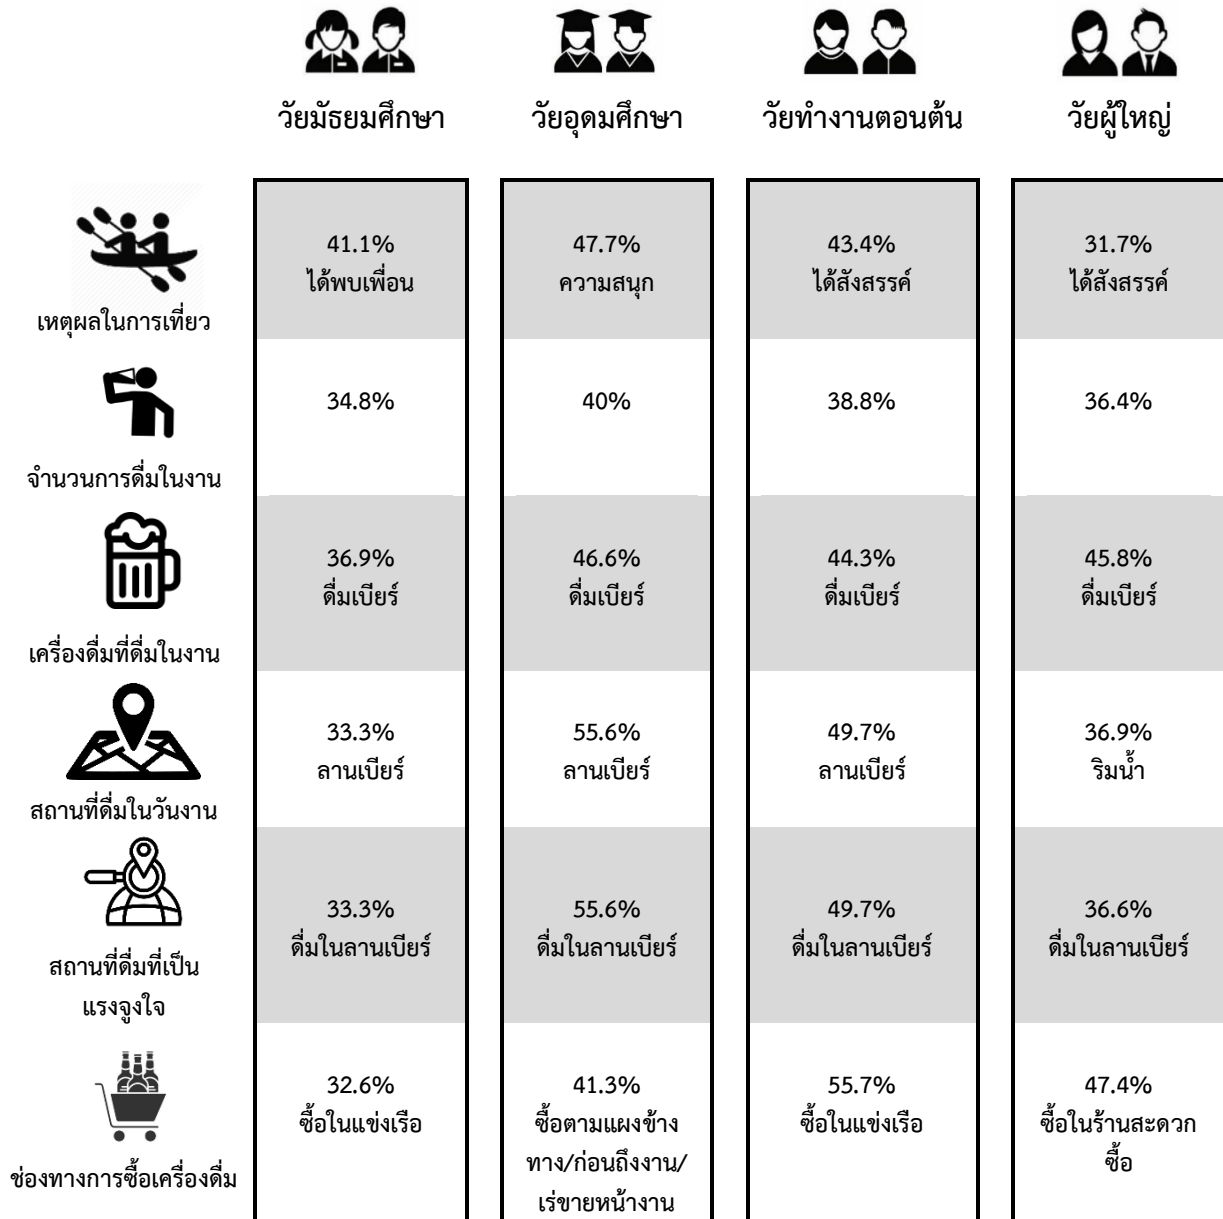 วัยมัธยมศึกษา
วัยอุดมศึกษา
วัยทำงานตอนต้น
วัยผู้ใหญ่
เหตุผลในการเที่ยว
41.1%
ได้พบเพื่อน
47.7%
ความสนุก
43.4%
ได้สังสรรค์
31.7%
ได้สังสรรค์
จำนวนการดื่มในงาน
34.8%
40%
38.8%
36.4%
เครื่องดื่มที่ดื่มในงาน
36.9%
ดื่มเบียร์
46.6%
ดื่มเบียร์
44.3%
ดื่มเบียร์
45.8%
ดื่มเบียร์
สถานที่ดื่มในวันงาน
33.3%
ลานเบียร์
55.6%
ลานเบียร์
49.7%
ลานเบียร์
36.9%
ริมน้ำ
สถานที่ดื่มที่เป็น
แรงจูงใจ
33.3%
ดื่มในลานเบียร์
55.6%
ดื่มในลานเบียร์
49.7%
ดื่มในลานเบียร์
36.6%
ดื่มในลานเบียร์
ช่องทางการซื้อเครื่องดื่ม
32.6%
ซื้อในแข่งเรือ
41.3%
ซื้อตามแผงข้าง
ทาง/ก่อนถึงงาน/
เร่ขายหน้างาน
55.7%
ซื้อในแข่งเรือ
47.4%
ซื้อในร้านสะดวก
ซื้อ